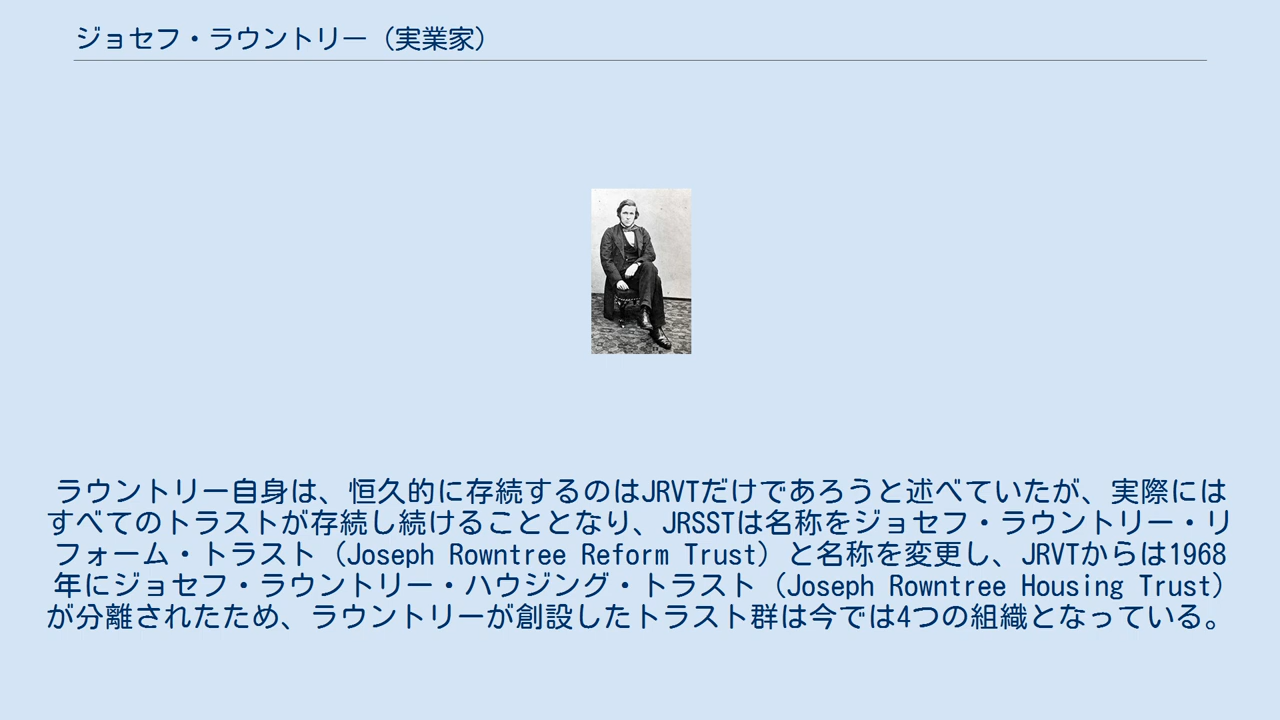 ジョセフ・ラウントリー（実業家）
ラウントリー自身は、恒久的に存続するのはJRVTだけであろうと述べていたが、実際には
すべてのトラストが存続し続けることとなり、JRSSTは名称をジョセフ・ラウントリー・リ
フォーム・トラスト（Joseph Rowntree Reform Trust）と名称を変更し、JRVTからは1968
年にジョセフ・ラウントリー・ハウジング・トラスト（Joseph Rowntree Housing Trust）
が分離されたため、ラウントリーが創設したトラスト群は今では4つの組織となっている。